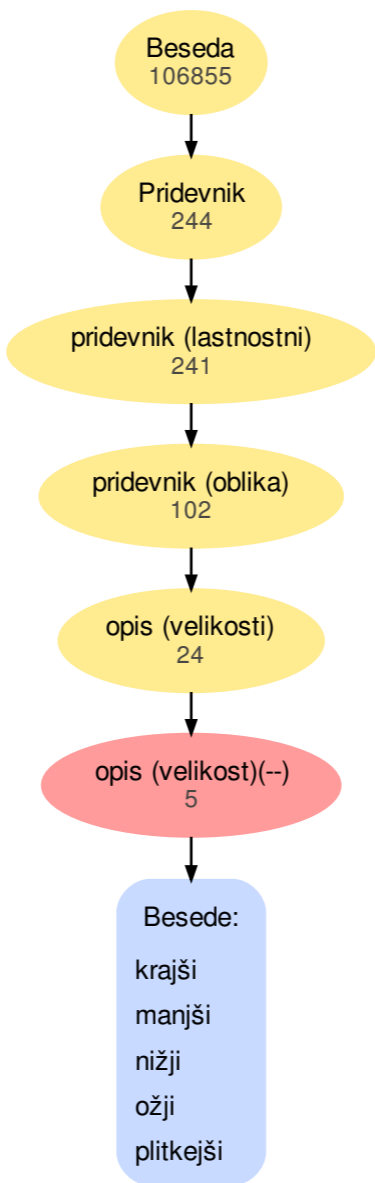 Beseda
106855
Pridevnik
244
pridevnik (lastnostni)
241
pridevnik (oblika)
102
opis (velikosti)
24
opis (velikost)(--)
5
Besede:
krajši
manjši
nižji
ožji
plitkejši